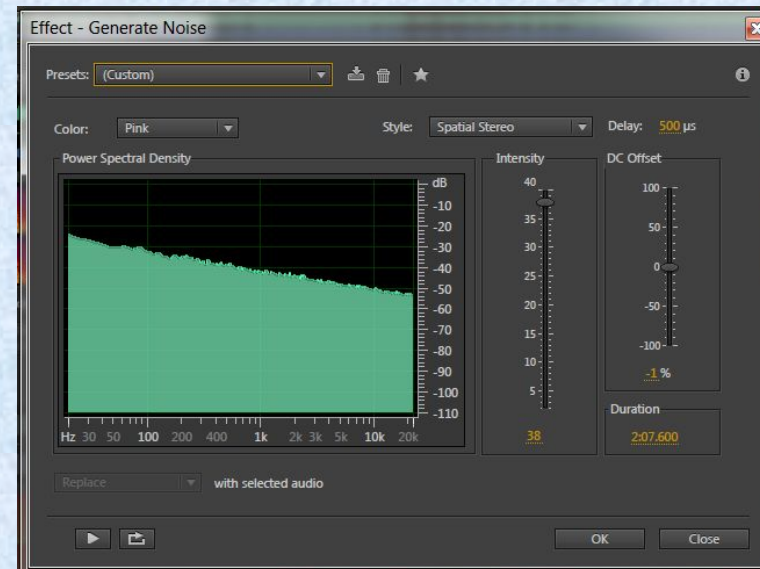 Effect - Generate Noise
Presets: (Custom)
Color: Pink Style: Spatial Stereo Delay: 500 µs
Power Spectral Density
dB
-10
-20
-30
-40
-50
-60
-70
-80
-90
-100
-110
Hz 30 50 100 200 400 1k 2k 3k 5k 10k 20k
Intensity
40
35
30
25
20
15
10
5
38
DC Offset
100
50
0
-50
-100
-1 %
Duration
2:07.600
Replace with selected audio
OK Close